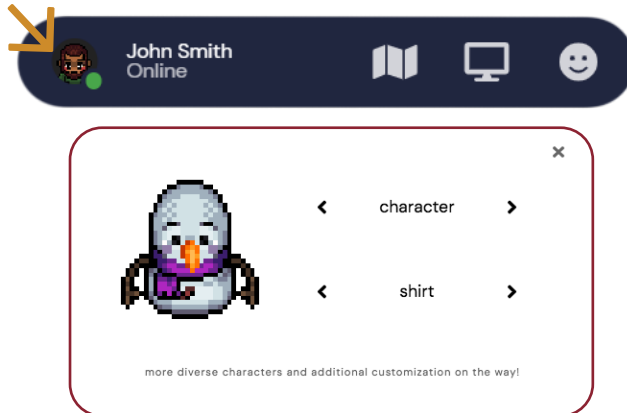 John Smith
Online
character
shirt
more diverse characters and additional customization on the way!